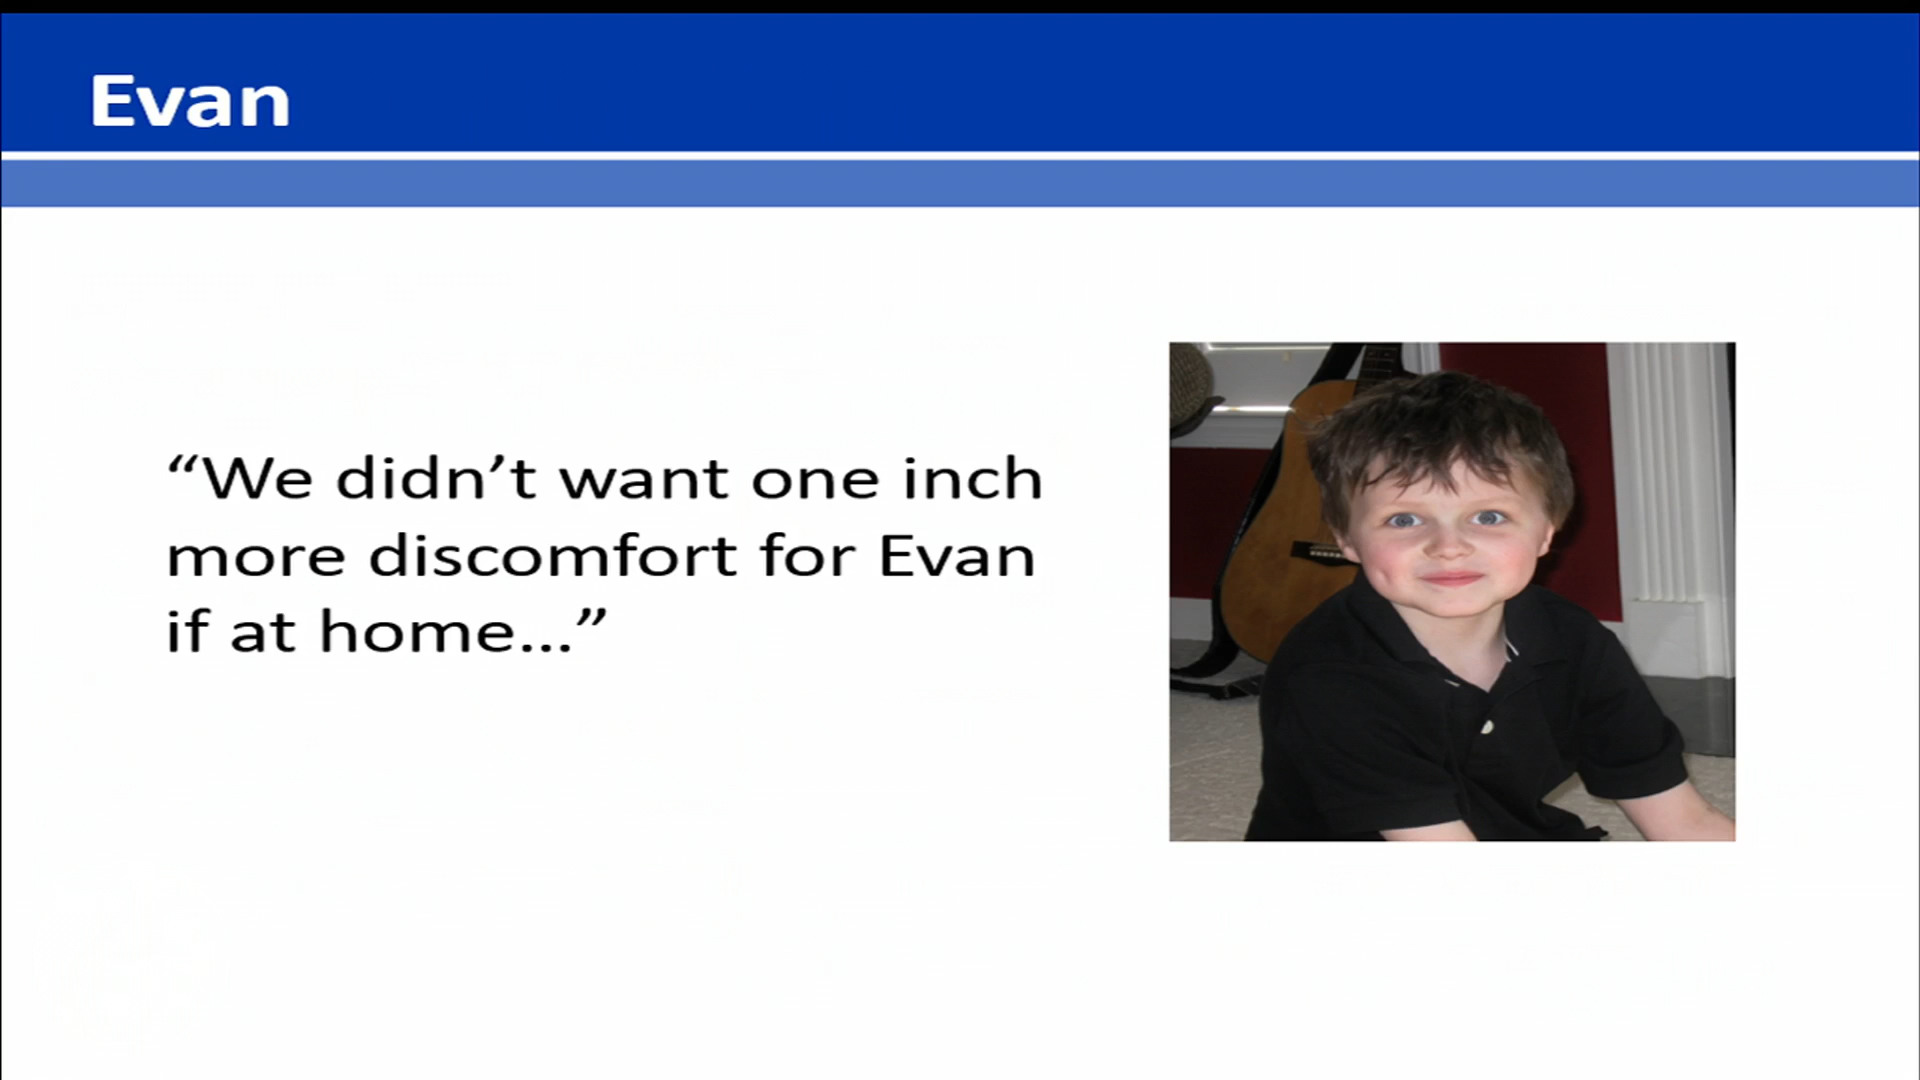 Evan
“We didn’t want one inch
more discomfort for Evan
if at home...”